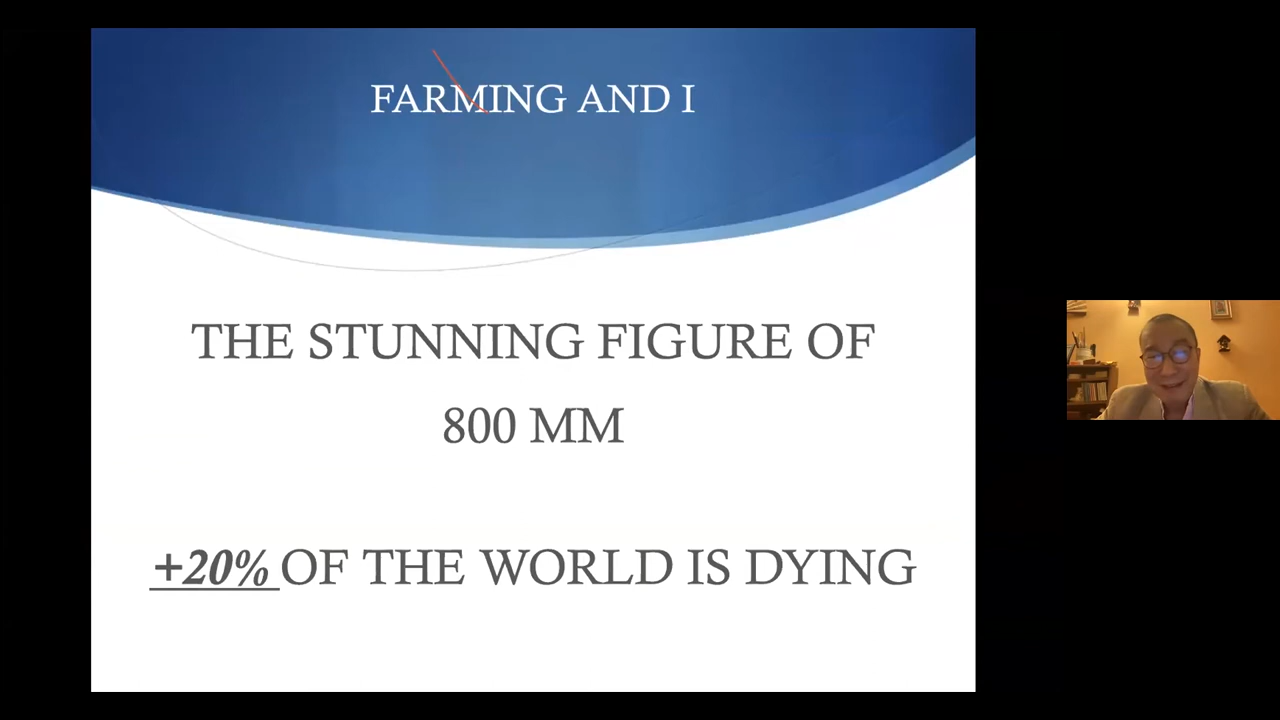 FARMING AND I
THE STUNNING FIGURE OF
800 MM
+20% OF THE WORLD IS DYING